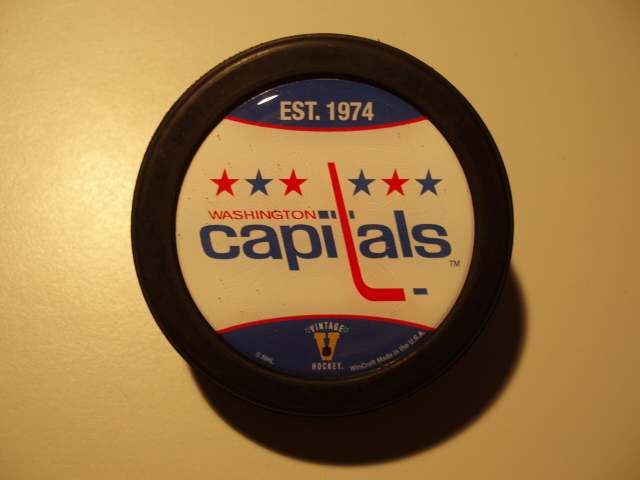 EST. 1974
WASHINGTON
capitals
TM
VINTAGE
V
HOCKEY.
© NHL
WinCraft Made in the U.S.A.